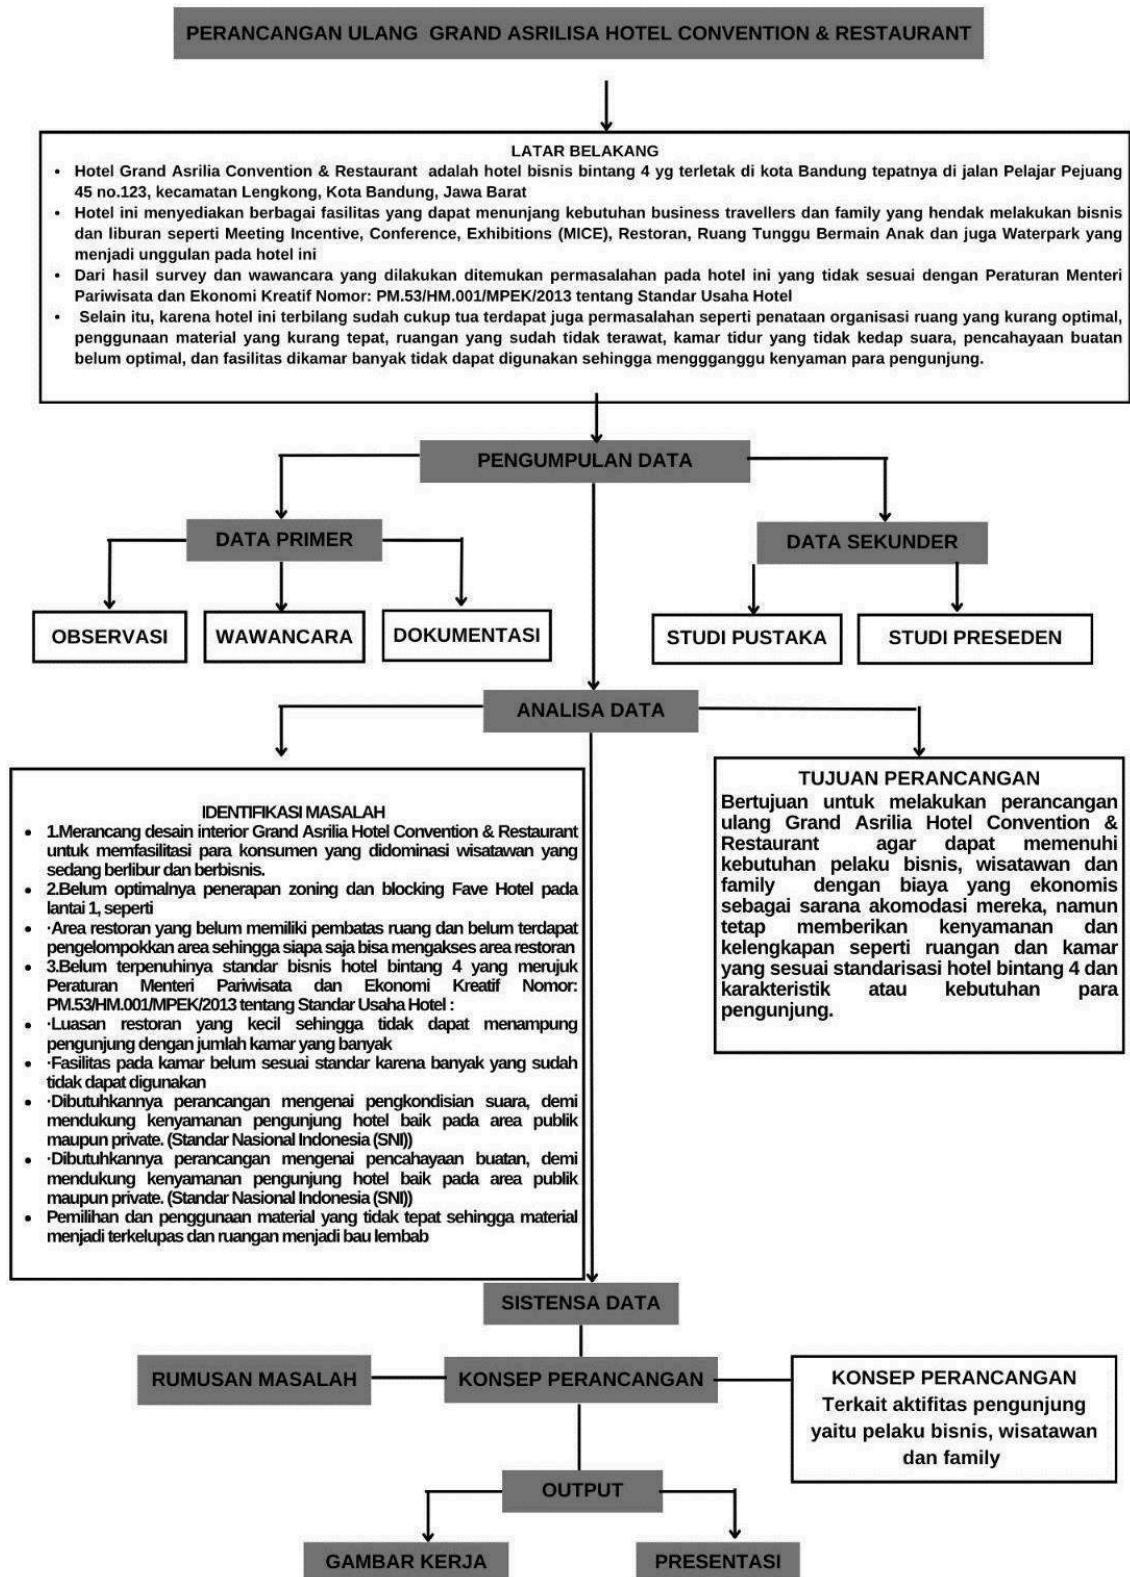 PERANCANGAN ULANG GRAND ASRILISA HOTEL CONVENTION & RESTAURANT
LATAR BELAKANG
• Hotel Grand Asrilia Convention & Restaurant adalah hotel bisnis bintang 4 yg terletak di kota Bandung tepatnya di jalan Pelajar Pejuang
45 no.123, kecamatan Lengkong, Kota Bandung, Jawa Barat
• Hotel ini menyediakan berbagai fasilitas yang dapat menunjang kebutuhan business travellers dan family yang hendak melakukan bisnis
dan liburan seperti Meeting Incentive, Conference, Exhibitions (MICE), Restoran, Ruang Tunggu Bermain Anak dan juga Waterpark yang
menjadi unggulan pada hotel ini
• Dari hasil survey dan wawancara yang dilakukan ditemukan permasalahan pada hotel ini yang tidak sesuai dengan Peraturan Menteri
Pariwisata dan Ekonomi Kreatif Nomor: PM.53/HM.001/MPEK/2013 tentang Standar Usaha Hotel
• Selain itu, karena hotel ini terbilang sudah cukup tua terdapat juga permasalahan seperti penataan organisasi ruang yang kurang optimal,
penggunaan material yang kurang tepat, ruangan yang sudah tidak terawat, kamar tidur yang tidak kedap suara, pencahayaan buatan
belum optimal, dan fasilitas dikamar banyak tidak dapat digunakan sehingga menggganggu kenyaman para pengunjung.
PENGUMPULAN DATA
DATA PRIMER
DATA SEKUNDER
OBSERVASI
WAWANCARA
DOKUMENTASI
STUDI PUSTAKA
STUDI PRESEDEN
ANALISA DATA
IDENTIFIKASI MASALAH
• 1.Merancang desain interior Grand Asrilia Hotel Convention & Restaurant
untuk memfasilitasi para konsumen yang didominasi wisatawan yang
sedang berlibur dan berbisnis.
• 2.Belum optimalnya penerapan zoning dan blocking Fave Hotel pada
lantai 1, seperti
• ·Area restoran yang belum memiliki pembatas ruang dan belum terdapat
pengelompokkan area sehingga siapa saja bisa mengakses area restoran
• 3.Belum terpenuhinya standar bisnis hotel bintang 4 yang merujuk
Peraturan Menteri Pariwisata dan Ekonomi Kreatif Nomor:
PM.53/HM.001/MPEK/2013 tentang Standar Usaha Hotel :
• ·Luasan restoran yang kecil sehingga tidak dapat menampung
pengunjung dengan jumlah kamar yang banyak
• ·Fasilitas pada kamar belum sesuai standar karena banyak yang sudah
tidak dapat digunakan
• ·Dibutuhkannya perancangan mengenai pengkondisian suara, demi
mendukung kenyamanan pengunjung hotel baik pada area publik
maupun private. (Standar Nasional Indonesia (SNI))
• ·Dibutuhkannya perancangan mengenai pencahayaan buatan, demi
mendukung kenyamanan pengunjung hotel baik pada area publik
maupun private. (Standar Nasional Indonesia (SNI))
• Pemilihan dan penggunaan material yang tidak tepat sehingga material
menjadi terkelupas dan ruangan menjadi bau lembab
TUJUAN PERANCANGAN
Bertujuan untuk melakukan perancangan
ulang Grand Asrilia Hotel Convention &
Restaurant agar dapat memenuhi
kebutuhan pelaku bisnis, wisatawan dan
family dengan biaya yang ekonomis
sebagai sarana akomodasi mereka, namun
tetap memberikan kenyamanan dan
kelengkapan seperti ruangan dan kamar
yang sesuai standarisasi hotel bintang 4 dan
karakteristik atau kebutuhan para
pengunjung.
SISTENSA DATA
RUMUSAN MASALAH
KONSEP PERANCANGAN
KONSEP PERANCANGAN
Terkait aktifitas pengunjung
yaitu pelaku bisnis, wisatawan
dan family
OUTPUT
GAMBAR KERJA
PRESENTASI